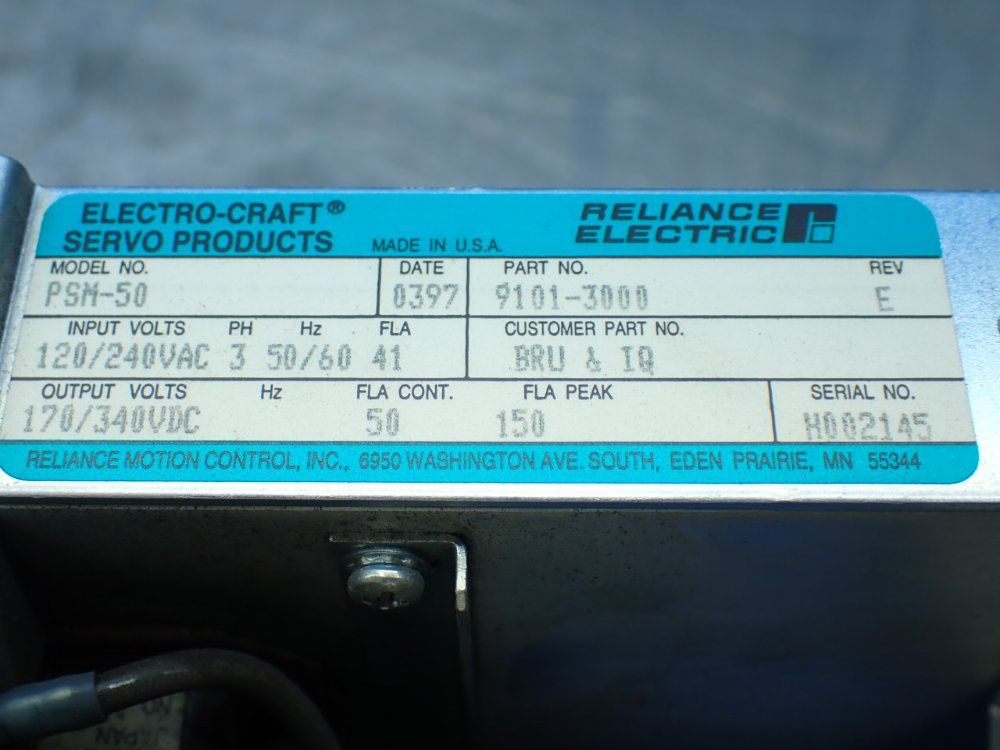 ELECTRO-CRAFT®
SERVO PRODUCTS MADE IN U.S.A.
RELIANCE
ELECTRIC
MODEL NO. DATE PART NO. REV
PSM-50 0397 9101-3000 E
INPUT VOLTS PH Hz FLA CUSTOMER PART NO.
120/240VAC 3 50/60 41 BRU & IQ
OUTPUT VOLTS Hz FLA CONT. FLA PEAK SERIAL NO.
170/340VDC 50 150 H002145
RELIANCE MOTION CONTROL, INC., 6950 WASHINGTON AVE. SOUTH, EDEN PRAIRIE, MN 55344
JAPAN